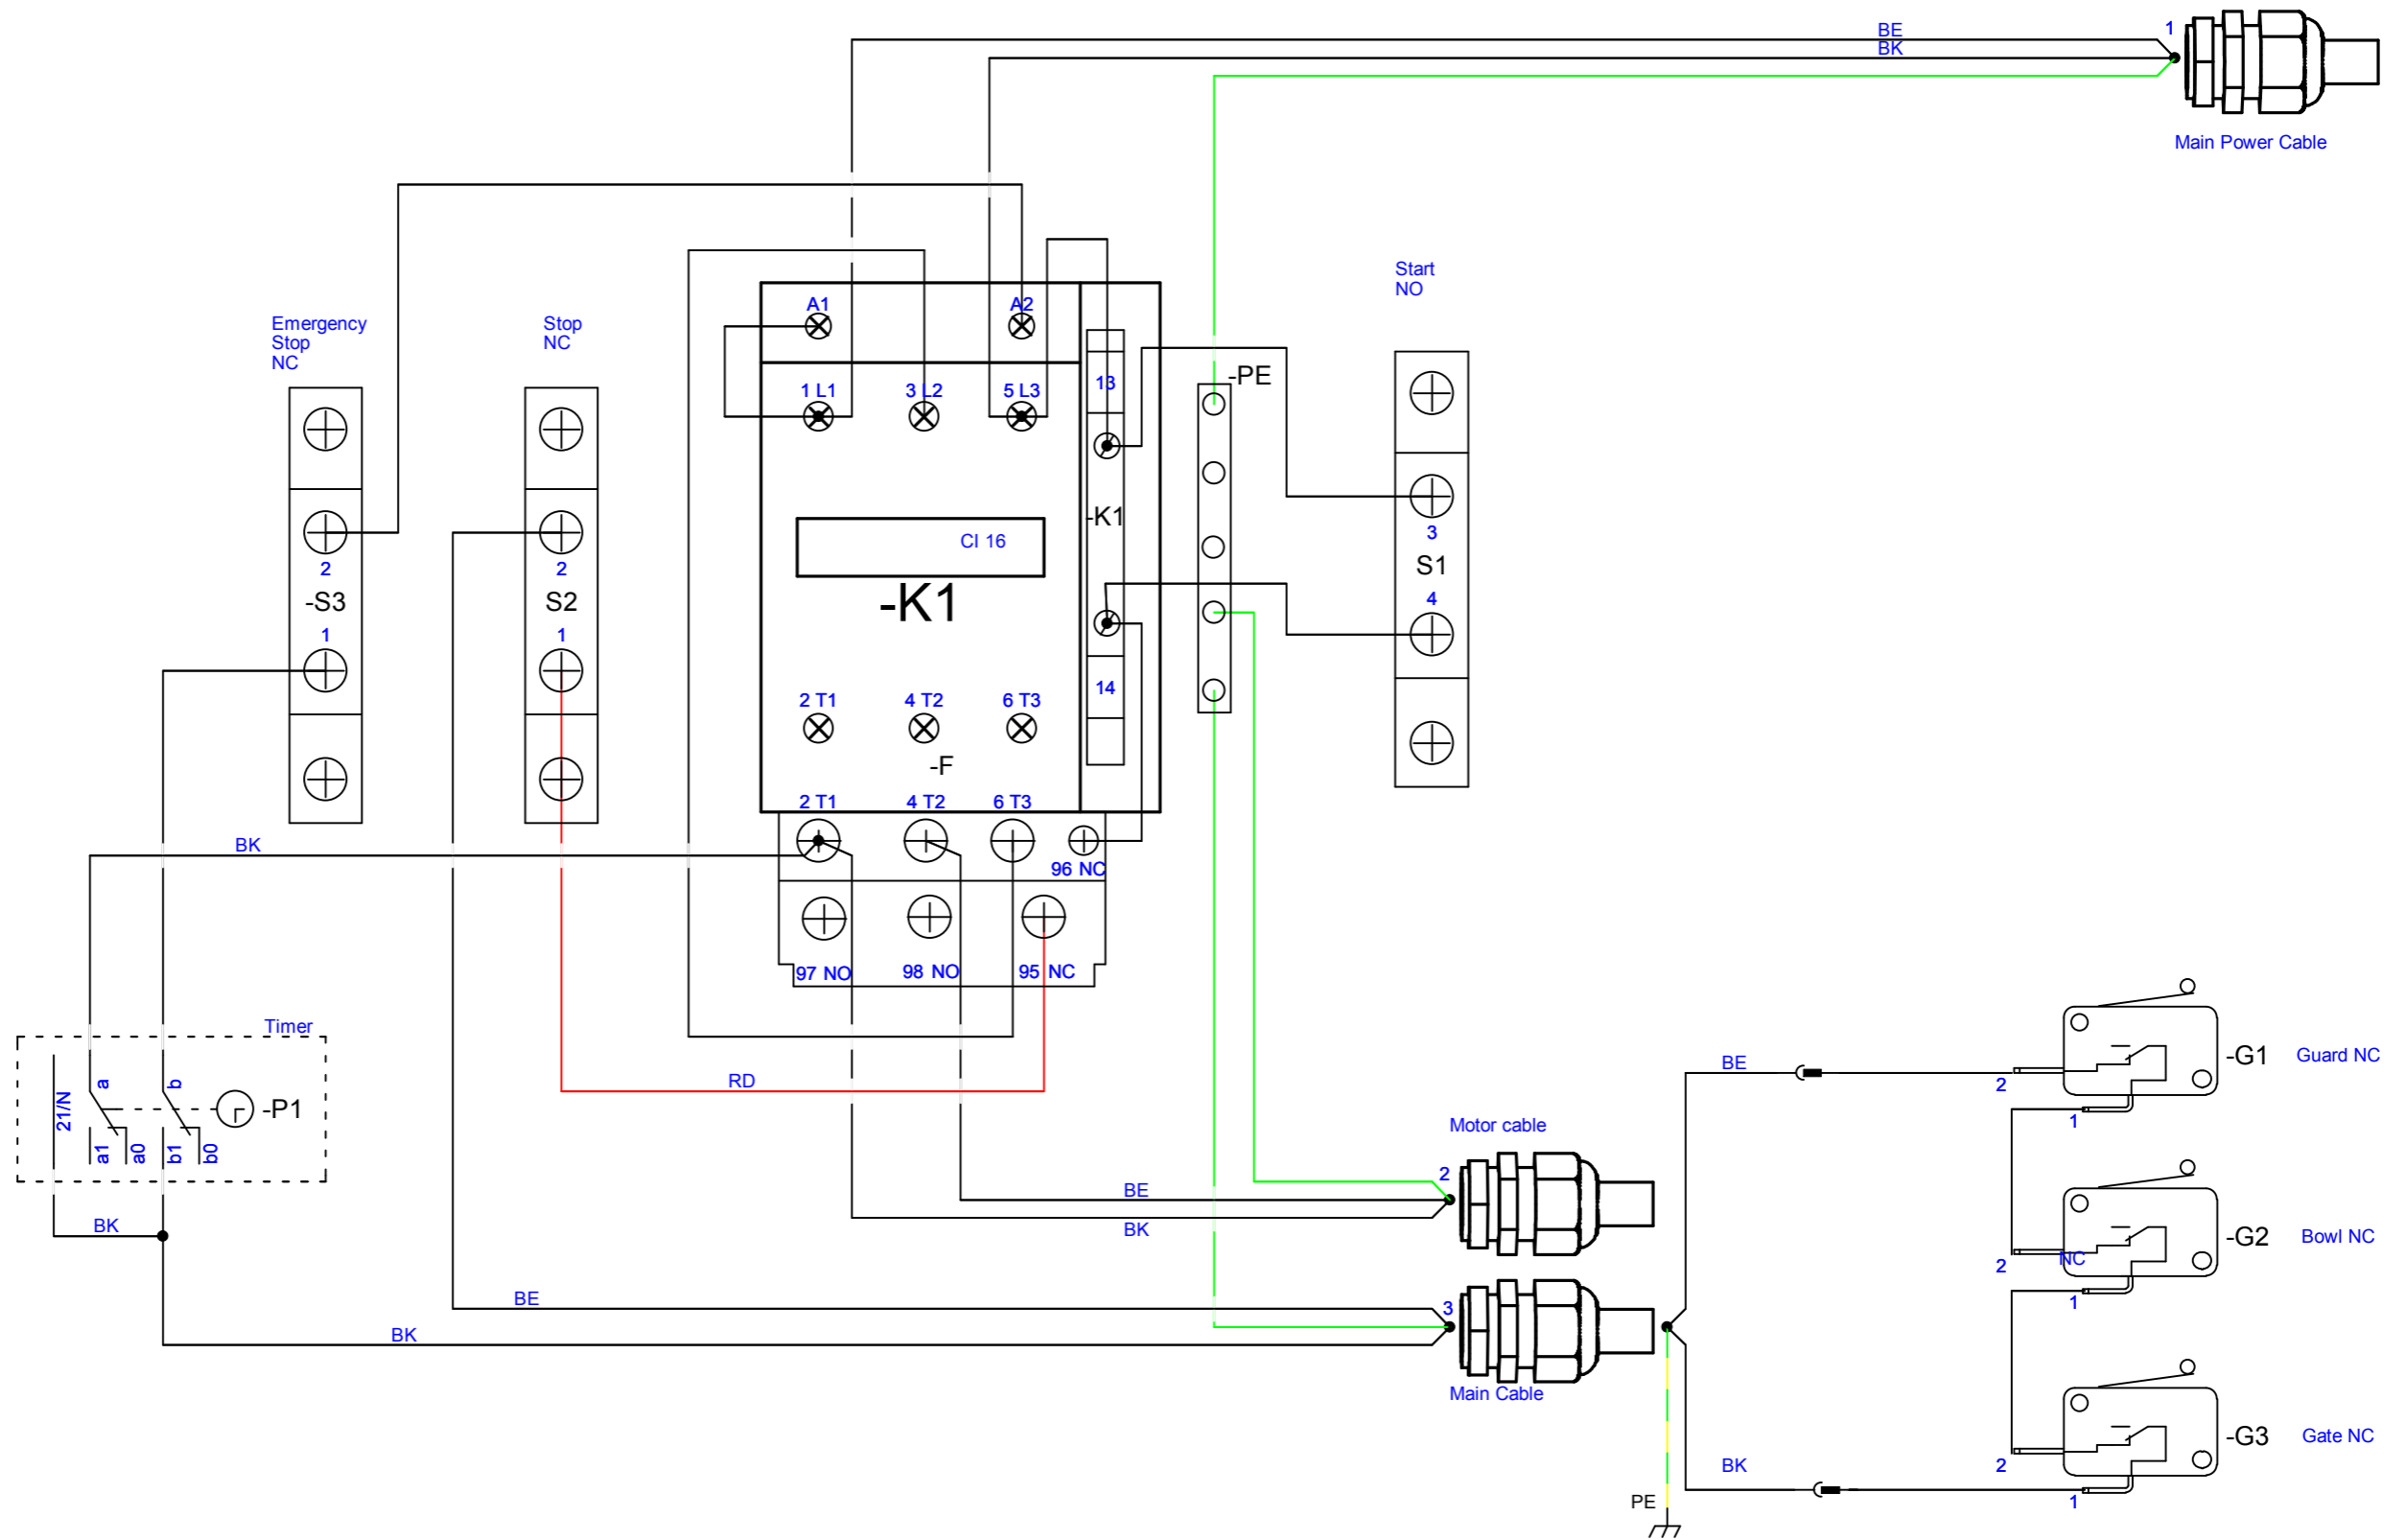 BE
1
BK
Main Power Cable
Start
NO
Emergency
Stop
NC
Stop
NC
A1
A2
1 L1
3 L2
5 L3
13
-PE
-K1
CI 16
-K1
3
S1
4
2
-S3
1
2
S2
1
14
2 T1
4 T2
6 T3
-F
2 T1
4 T2
6 T3
96 NC
97 NO
98 NO
95 NC
BK
Timer
21/N
a
b
-P1
a1
a0
b1
b0
BK
RD
BE
BK
Motor cable
2
BE
BK
3
Main Cable
BE
2
-G1
Guard NC
1
2
NC
-G2
Bowl NC
1
2
-G3
Gate NC
1
BK
PE